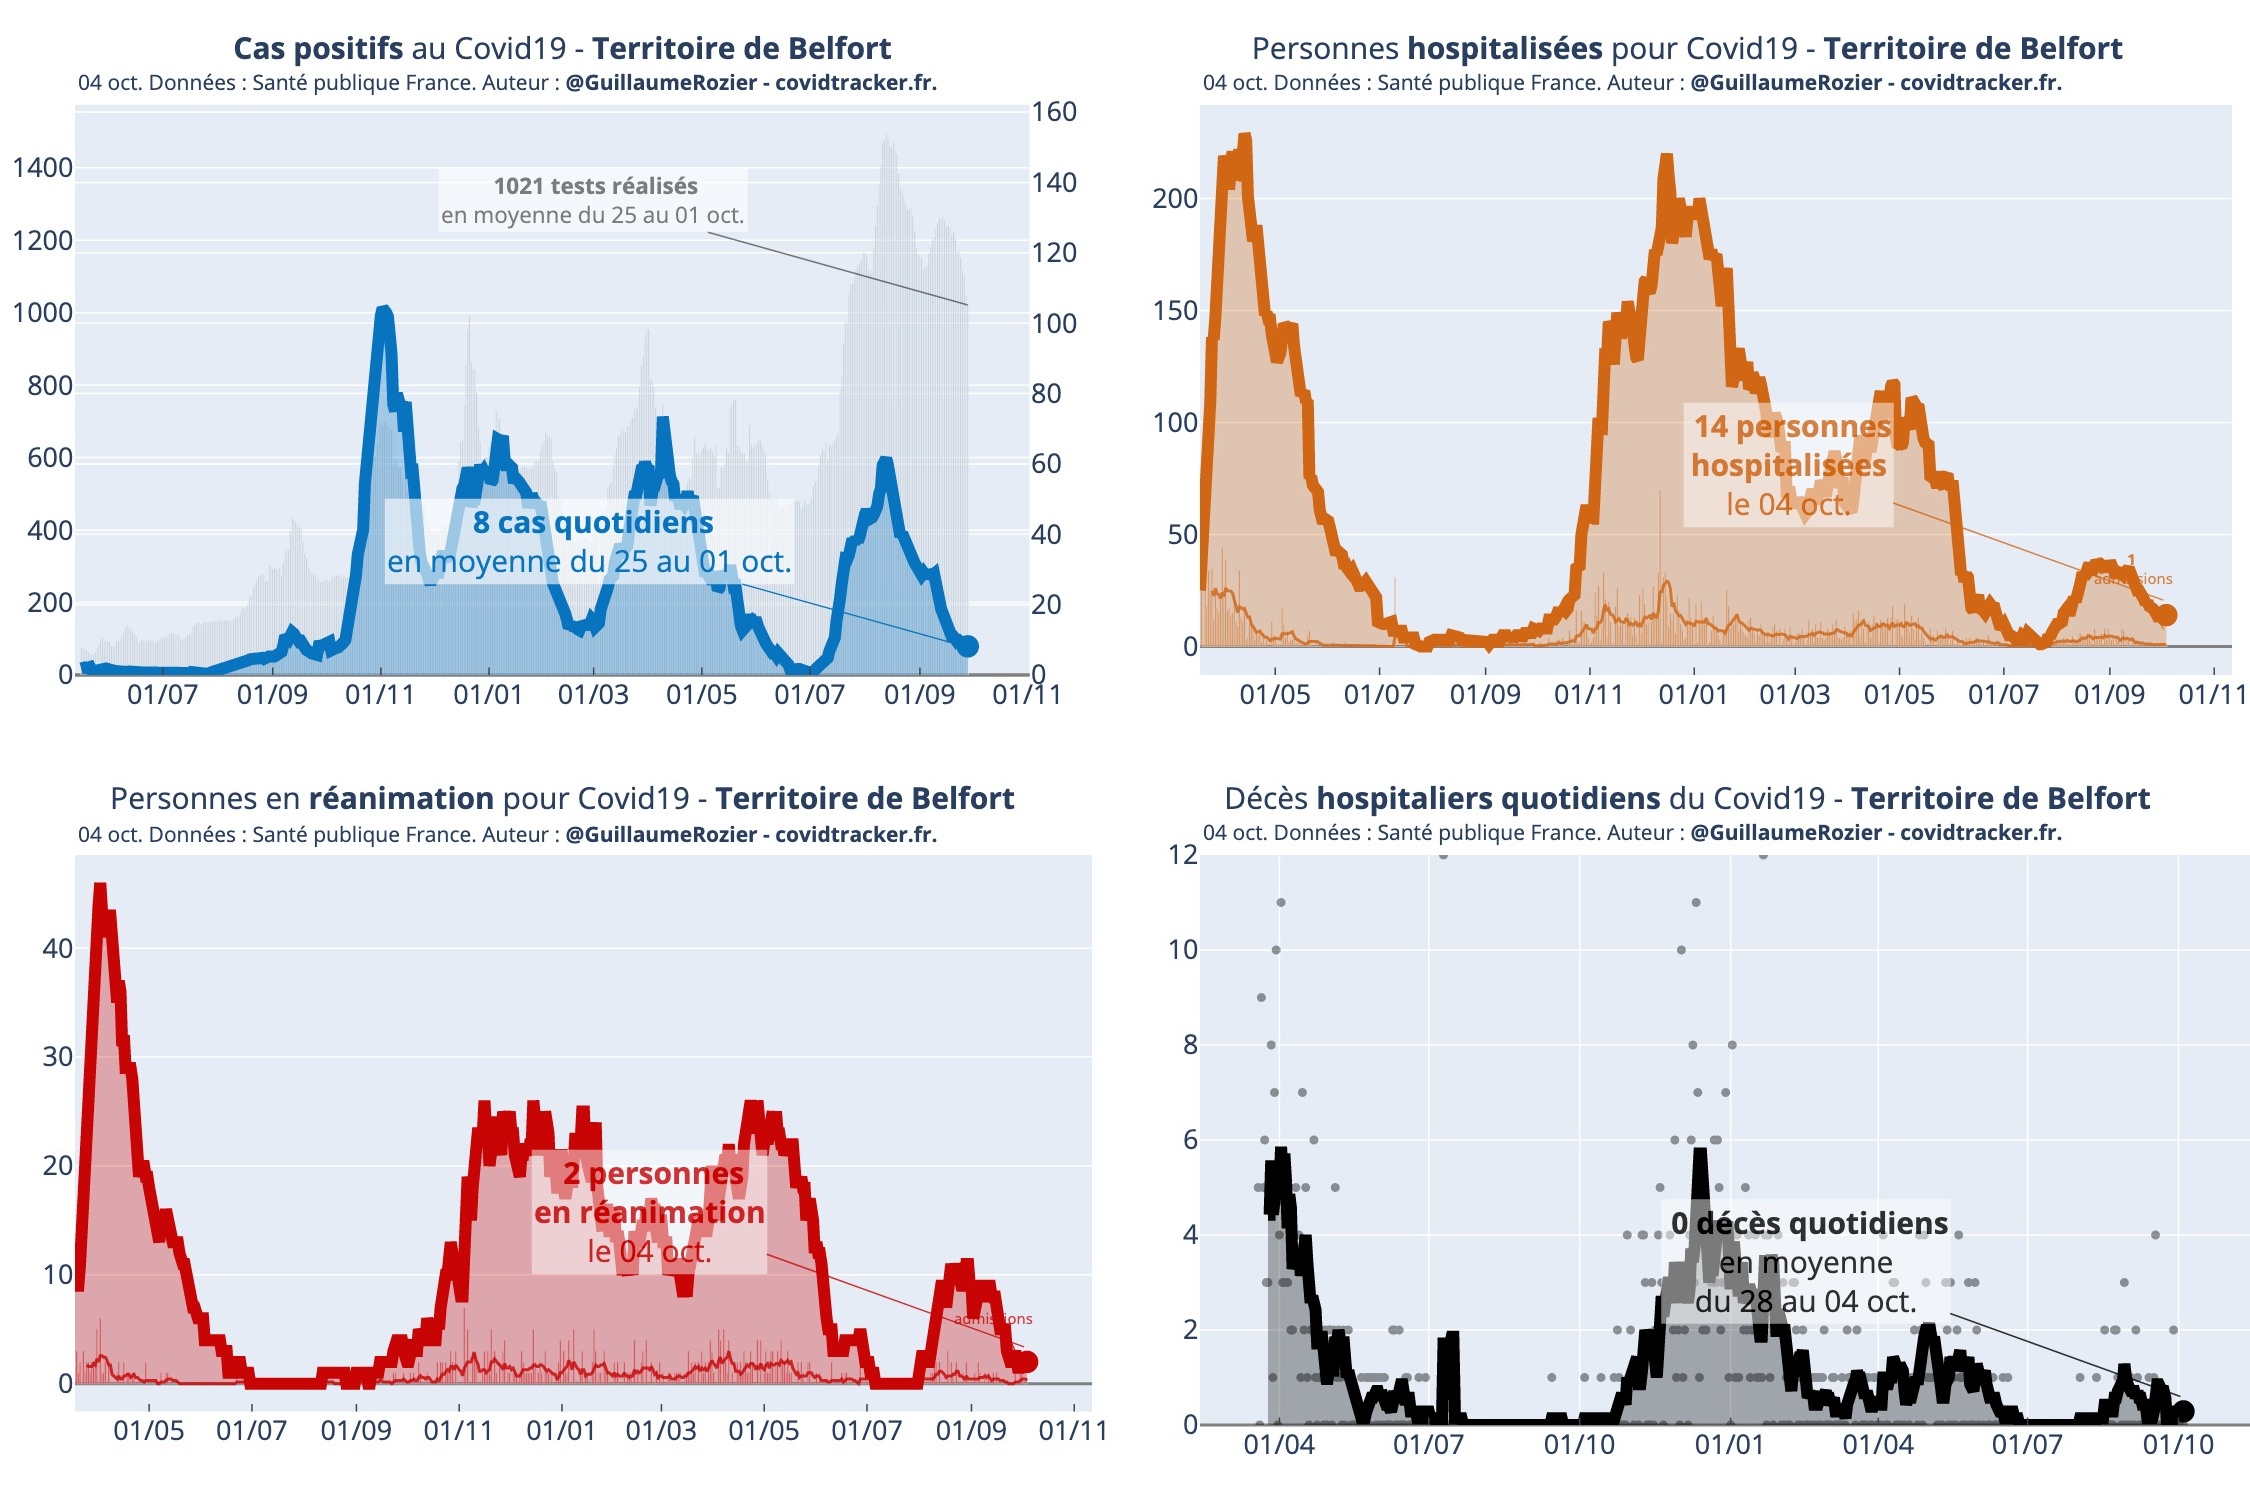 Cas positifs au Covid19 - Territoire de Belfort
04 oct. Données : Santé publique France. Auteur : @GuillaumeRozier - covidtracker.fr.
160
1400
140
1200
120
1000
100
800
80
600
60
400
40
200
20
0
0
1021 tests réalisés
en moyenne du 25 au 01 oct.
8 cas quotidiens
en moyenne du 25 au 01 oct.
01/07 01/09 01/11 01/01 01/03 01/05 01/07 01/09 01/11
Personnes hospitalisées pour Covid19 - Territoire de Belfort
04 oct. Données : Santé publique France. Auteur : @GuillaumeRozier - covidtracker.fr.
200
150
100
50
0
14 personnes
hospitalisées
le 04 oct.
1
admissions
01/05 01/07 01/09 01/11 01/01 01/03 01/05 01/07 01/09 01/11
Personnes en réanimation pour Covid19 - Territoire de Belfort
04 oct. Données : Santé publique France. Auteur : @GuillaumeRozier - covidtracker.fr.
40
30
20
10
0
2 personnes
en réanimation
le 04 oct.
admissions
01/05 01/07 01/09 01/11 01/01 01/03 01/05 01/07 01/09 01/11
Décès hospitaliers quotidiens du Covid19 - Territoire de Belfort
04 oct. Données : Santé publique France. Auteur : @GuillaumeRozier - covidtracker.fr.
12
10
8
6
4
2
0
0 décès quotidiens
en moyenne
du 28 au 04 oct.
01/04 01/07 01/10 01/01 01/04 01/07 01/10